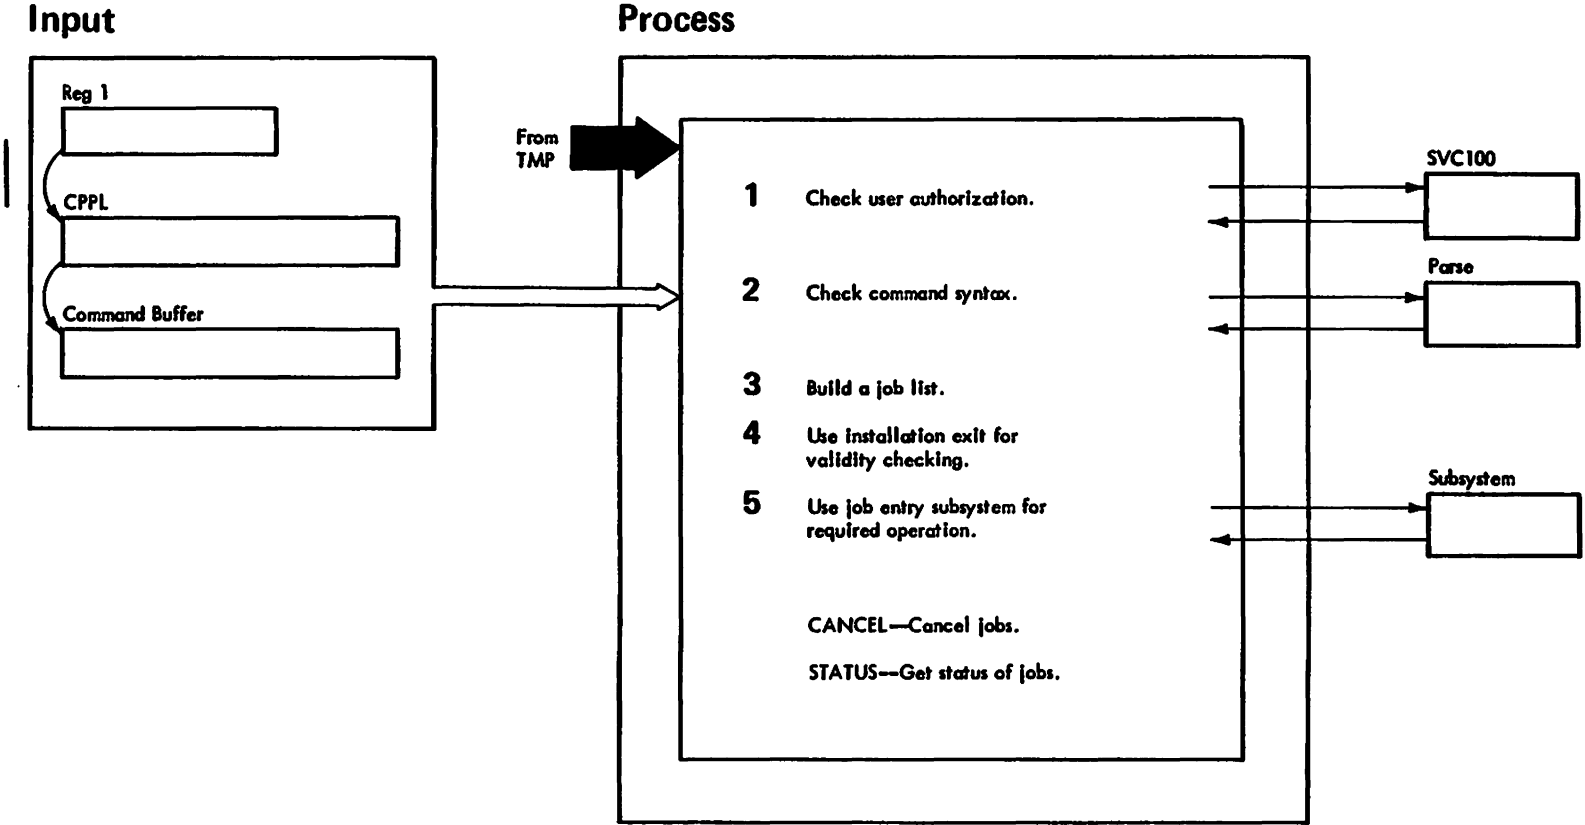 Input
Reg 1
CPPL
Command Buffer
Process
From
TMP
1 Check user authorization.
2 Check command syntax.
3 Build a job list.
4 Use installation exit for
validity checking.
5 Use job entry subsystem for
required operation.
CANCEL—Cancel jobs.
STATUS—Get status of jobs.
SVC100
Parse
Subsystem